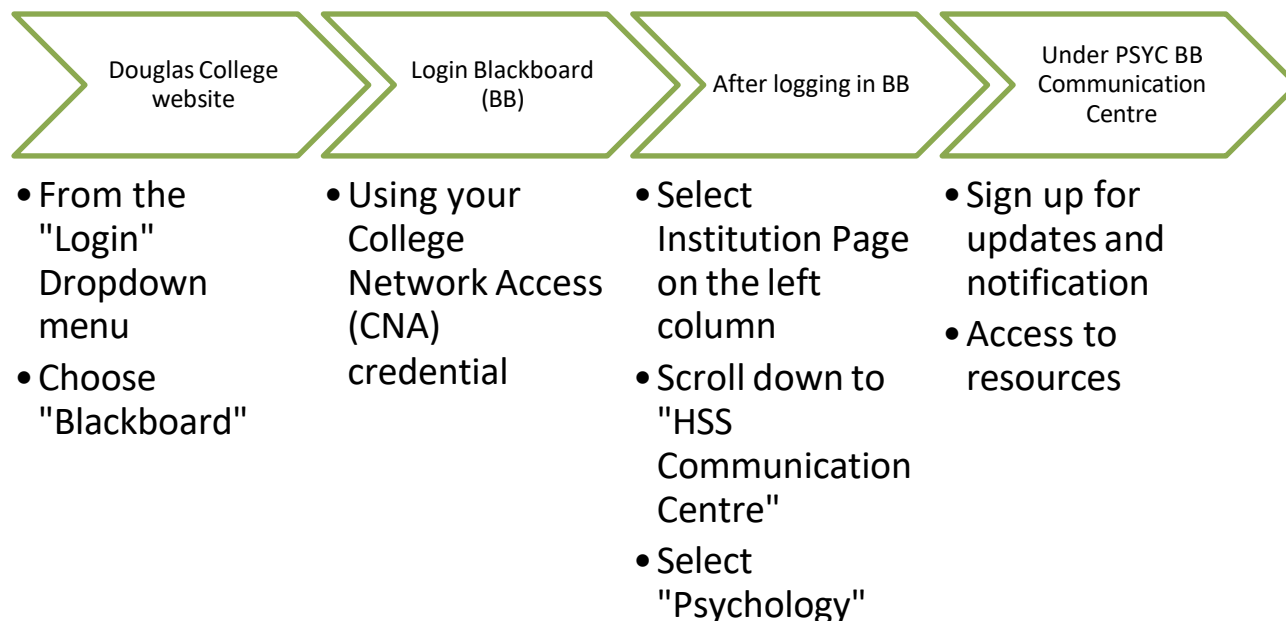 Douglas College
website
Login Blackboard
(BB)
After logging in BB
Under PSYC BB
Communication
Centre
•From the
"Login"
Dropdown
menu
•Choose
"Blackboard"
•Using your
College
Network Access
(CNA)
credential
•Select
Institution Page
on the left
column
•Scroll down to
"HSS
Communication
Centre"
•Select
"Psychology"
•Sign up for
updates and
notification
•Access to
resources